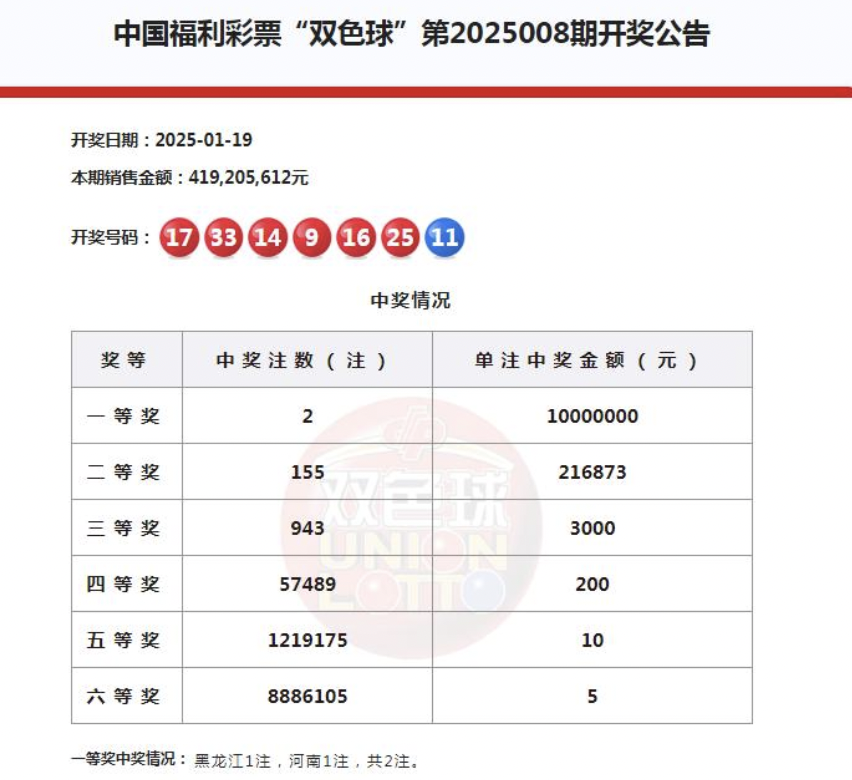 中国福利彩票“双色球”第2025008期开奖公告
开奖日期：2025-01-19
本期销售金额：419,205,612元
开奖号码： 17 33 14 9 16 25 11
中奖情况
奖等 中奖注数(注) 单注中奖金额(元)
一等奖 2 10000000
二等奖 155 216873
三等奖 943 3000
四等奖 57489 200
五等奖 1219175 10
六等奖 8886105 5
双色球
UNION
LOTTO
一等奖中奖情况：黑龙江1注，河南1注，共2注。